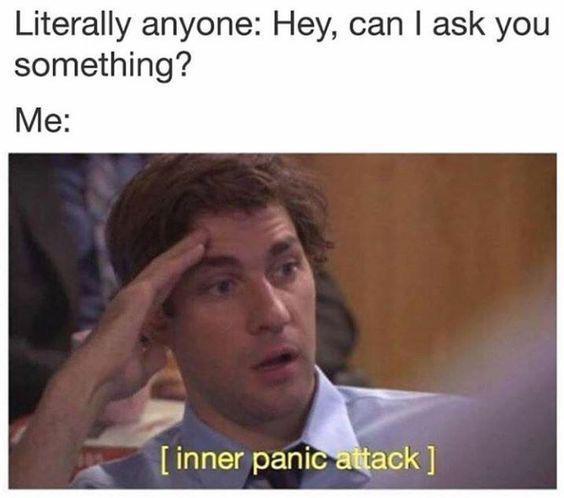 Literally anyone: Hey, can I ask you
something?
Me:
[ inner panic attack ]